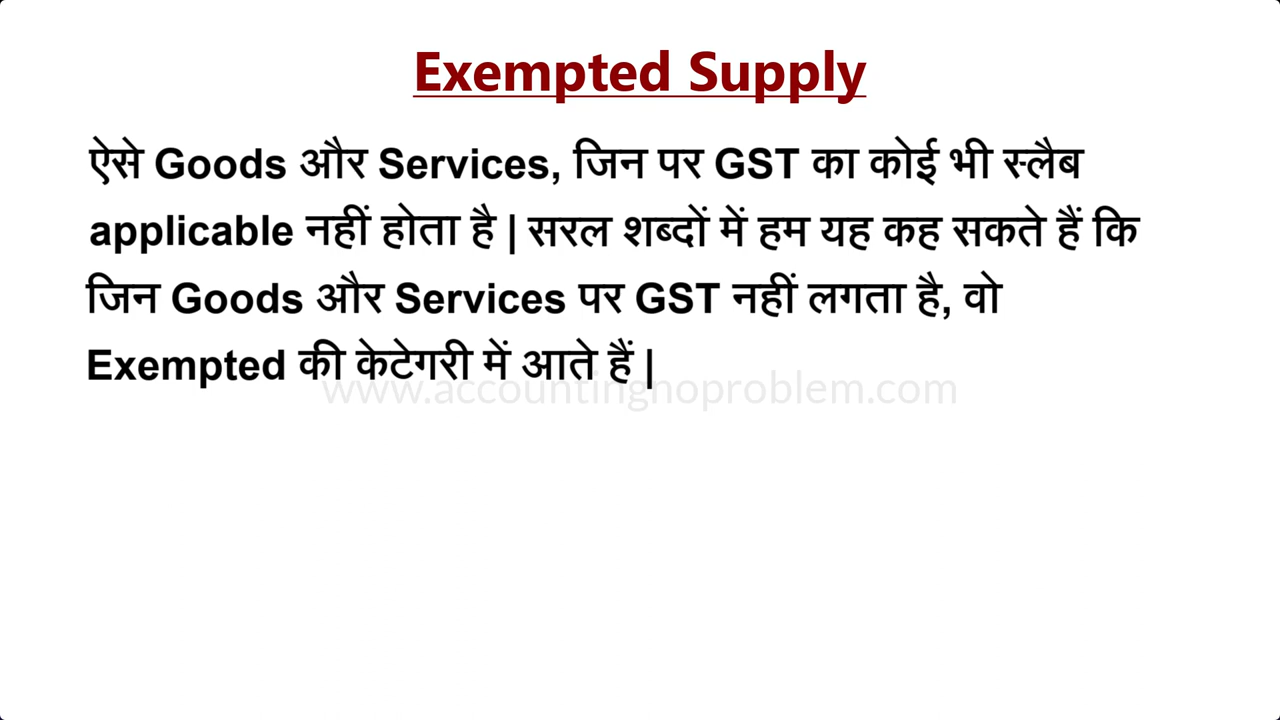 Exempted Supply
ऐसे Goods और Services, जिन पर GST का कोई भी स्लैब
applicable नहीं होता है | सरल शब्दों में हम यह कह सकते हैं कि
जिन Goods और Services पर GST नहीं लगता है, वो
Exempted की केटेगरी में आते हैं |
www.accountingnoproblem.com